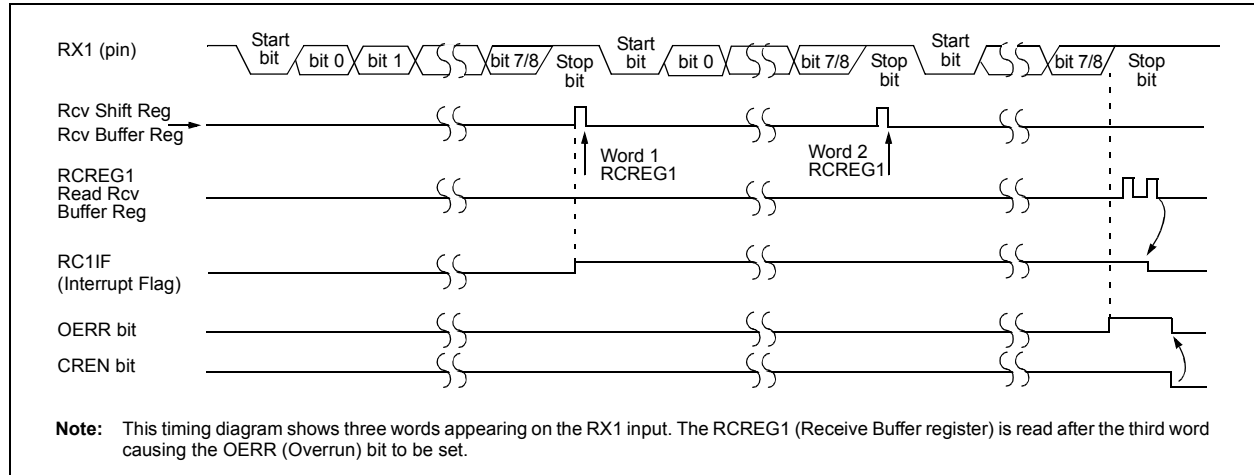 RX1 (pin)
Start bit
bit 0
bit 1
bit 7/8
Stop bit
Start bit
bit 0
bit 7/8
Stop bit
Start bit
bit 7/8
Stop bit
Rcv Shift Reg
Rcv Buffer Reg
Word 1
RCREG1
Word 2
RCREG1
RCREG1
Read Rcv
Buffer Reg
RC1IF
(Interrupt Flag)
OERR bit
CREN bit
Note: This timing diagram shows three words appearing on the RX1 input. The RCREG1 (Receive Buffer register) is read after the third word
causing the OERR (Overrun) bit to be set.